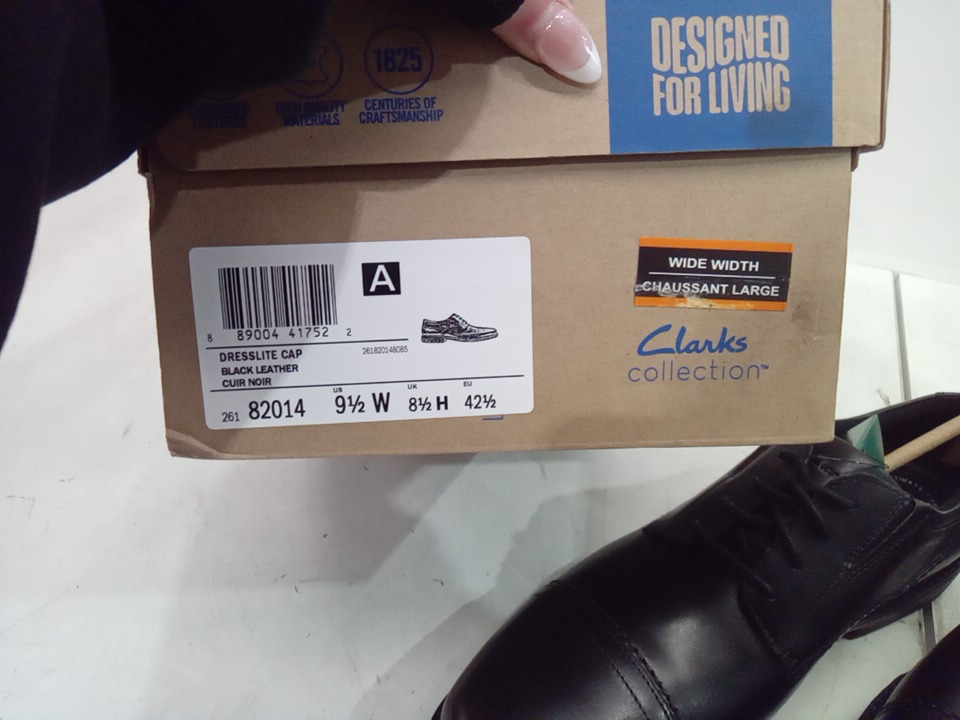 1825
HIGH QUALITY
MATERIALS
CENTURIES OF
CRAFTSMANSHIP
DESIGNED
FOR LIVING
A
8 89004 41752 2
261820148085
DRESSLITE CAP
BLACK LEATHER
CUIR NOIR
US UK EU
261 82014 9½ W 8½ H 42½
WIDE WIDTH
CHAUSSANT LARGE
Clarks
collection™